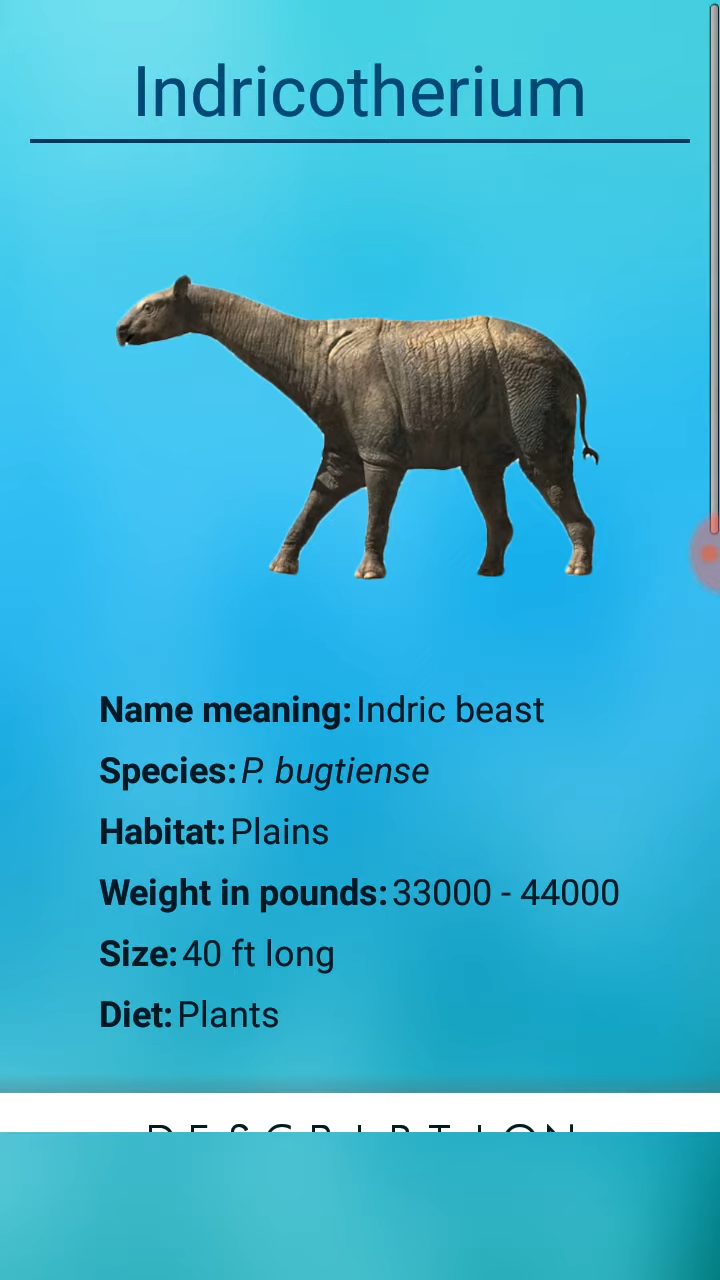 Indricotherium
Name meaning: Indric beast
Species: P. bugtiense
Habitat: Plains
Weight in pounds: 33000 - 44000
Size: 40 ft long
Diet: Plants
DESCRIPTION